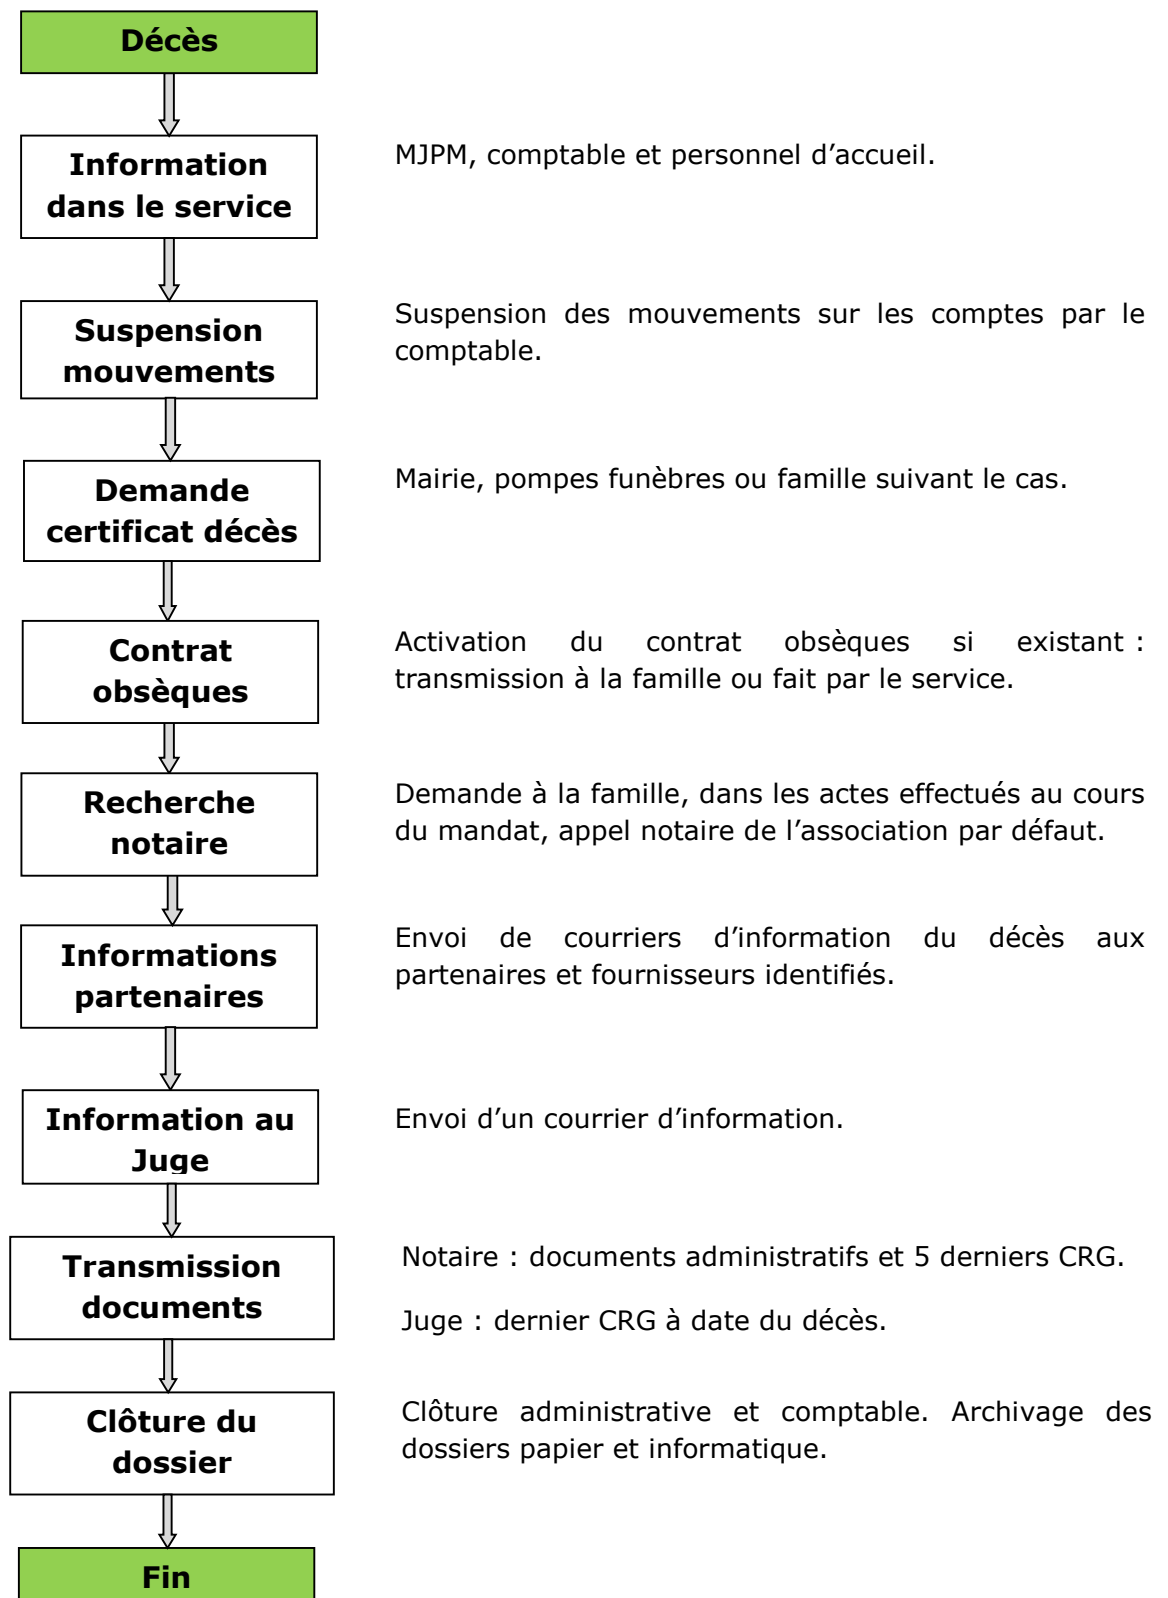 Décès
Information
dans le service
MJPM, comptable et personnel d’accueil.
Suspension
mouvements
Suspension des mouvements sur les comptes par le
comptable.
Demande
certificat décès
Mairie, pompes funèbres ou famille suivant le cas.
Contrat
obsèques
Activation du contrat obsèques si existant :
transmission à la famille ou fait par le service.
Recherche
notaire
Demande à la famille, dans les actes effectués au cours
du mandat, appel notaire de l’association par défaut.
Informations
partenaires
Envoi de courriers d’information du décès aux
partenaires et fournisseurs identifiés.
Information au
Juge
Envoi d’un courrier d’information.
Transmission
documents
Notaire : documents administratifs et 5 derniers CRG.
Juge : dernier CRG à date du décès.
Clôture du
dossier
Clôture administrative et comptable. Archivage des
dossiers papier et informatique.
Fin